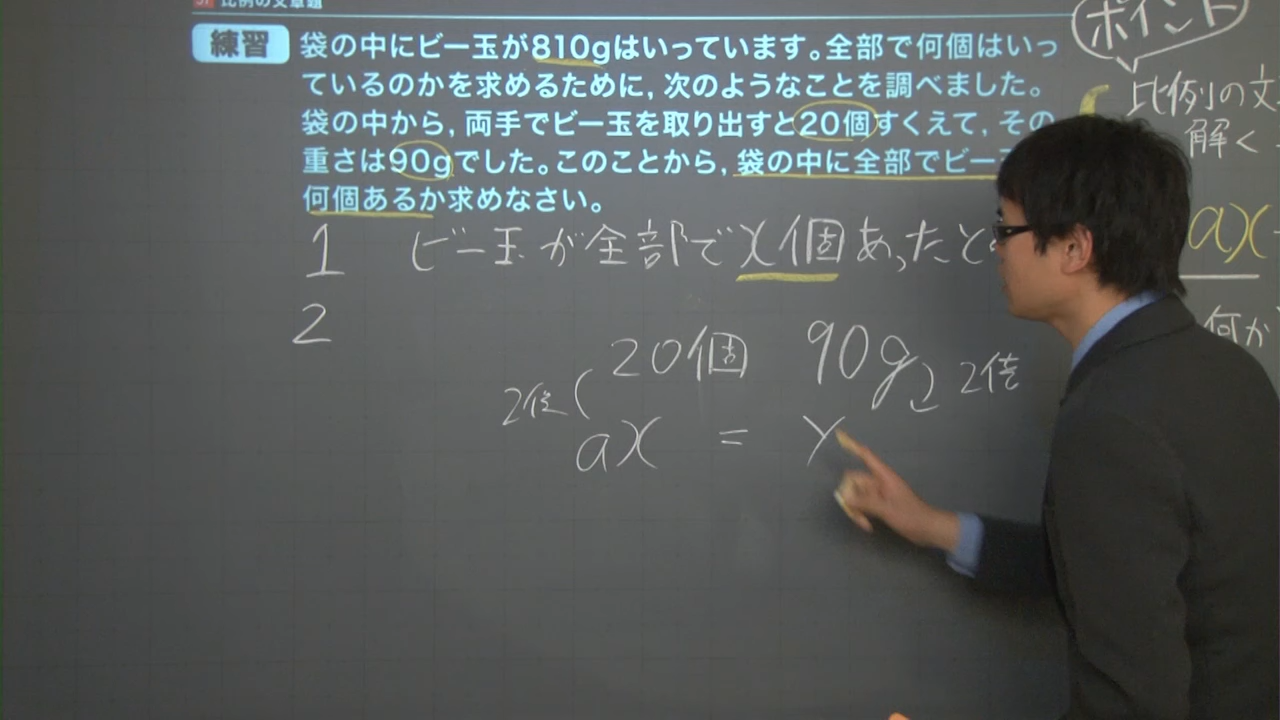 37 比例の文章題
練習
袋の中にビー玉が810gはいっています。全部で何個はいっ
ているのかを求めるために，次のようなことを調べました。
袋の中から，両手でビー玉を取り出すと20個すくえて，その
重さは90gでした。このことから，袋の中に全部でビー
何個あるか求めなさい。
1 ビー玉が全部でx個あったと
2
20個 90g
2倍 2倍
ax = y
ポイント
比例の文
解く
ax
何か